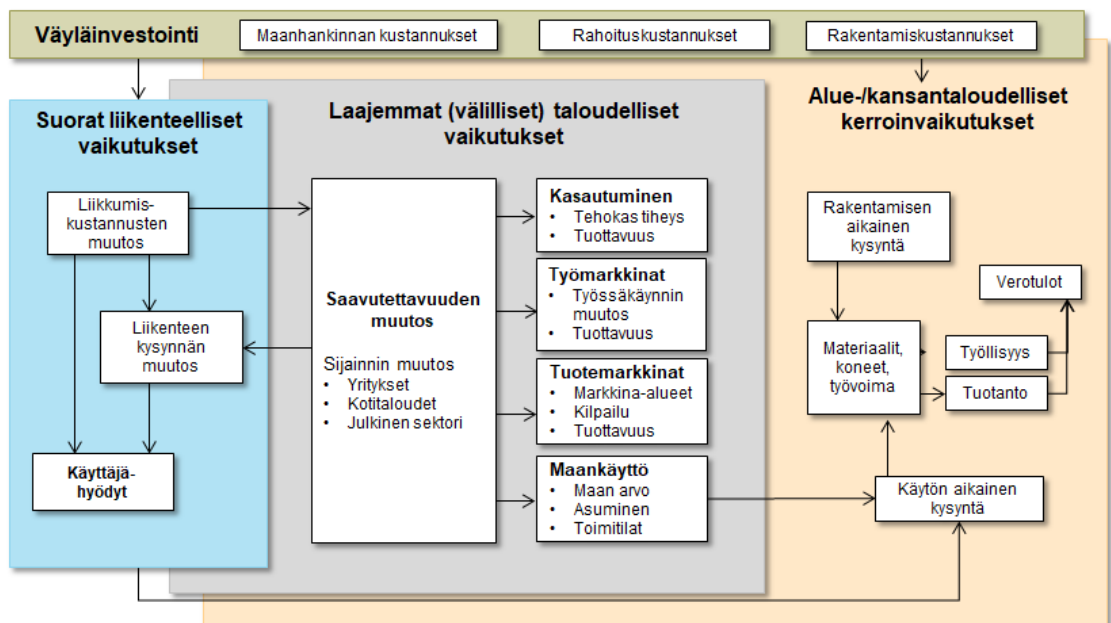 Väyläinvestointi
Maanhankinnan kustannukset
Rahoituskustannukset
Rakentamiskustannukset
Suorat liikenteelliset
vaikutukset
Liikkumis-
kustannusten
muutos
Liikenteen
kysynnän
muutos
Käyttäjä-
hyödyt
Laajemmat (välilliset) taloudelliset
vaikutukset
Saavutettavuuden
muutos
Sijainnin muutos
• Yritykset
• Kotitaloudet
• Julkinen sektori
Kasautuminen
• Tehokas tiheys
• Tuottavuus
Työmarkkinat
• Työssäkäynnin
muutos
• Tuottavuus
Tuotemarkkinat
• Markkina-alueet
• Kilpailu
• Tuottavuus
Maankäyttö
• Maan arvo
• Asuminen
• Toimitilat
Alue-/kansantaloudelliset
kerroinvaikutukset
Rakentamisen
aikainen
kysyntä
Verotulot
Materiaalit,
koneet,
työvoima
Työllisyys
Tuotanto
Käytön aikainen
kysyntä